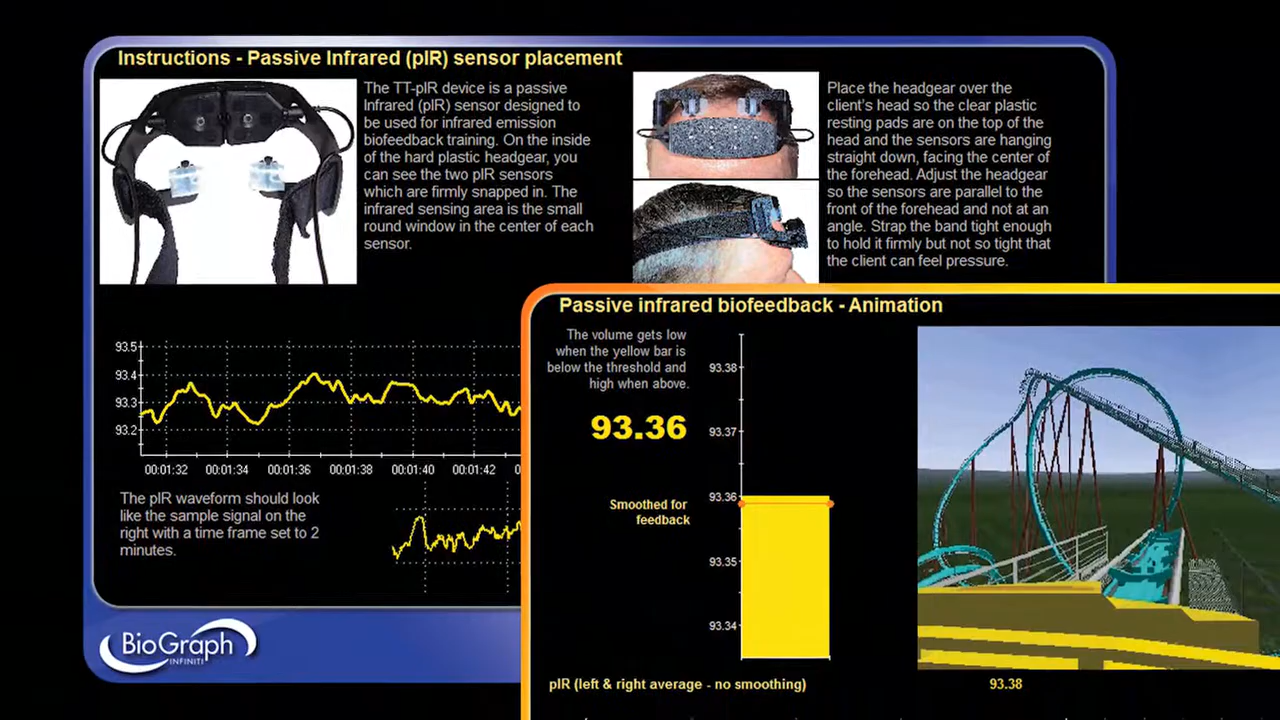 Instructions - Passive Infrared (pIR) sensor placement
The TT-pIR device is a passive
Infrared (pIR) sensor designed to
be used for infrared emission
biofeedback training. On the inside
of the hard plastic headgear, you
can see the two pIR sensors
which are firmly snapped in. The
infrared sensing area is the small
round window in the center of each
sensor.
Place the headgear over the
client's head so the clear plastic
resting pads are on the top of the
head and the sensors are hanging
straight down, facing the center of
the forehead. Adjust the headgear
so the sensors are parallel to the
front of the forehead and not at an
angle. Strap the band tight enough
to hold it firmly but not so tight that
the client can feel pressure.
93.5
93.4
93.3
93.2
00:01:32 00:01:34 00:01:36 00:01:38 00:01:40 00:01:42 0
The pIR waveform should look
like the sample signal on the
right with a time frame set to 2
minutes.
BioGraph
INFINITI
Passive infrared biofeedback - Animation
The volume gets low
when the yellow bar is
below the threshold and
high when above.
93.36
Smoothed for
feedback
93.38
93.37
93.36
93.35
93.34
pIR (left & right average - no smoothing)
93.38